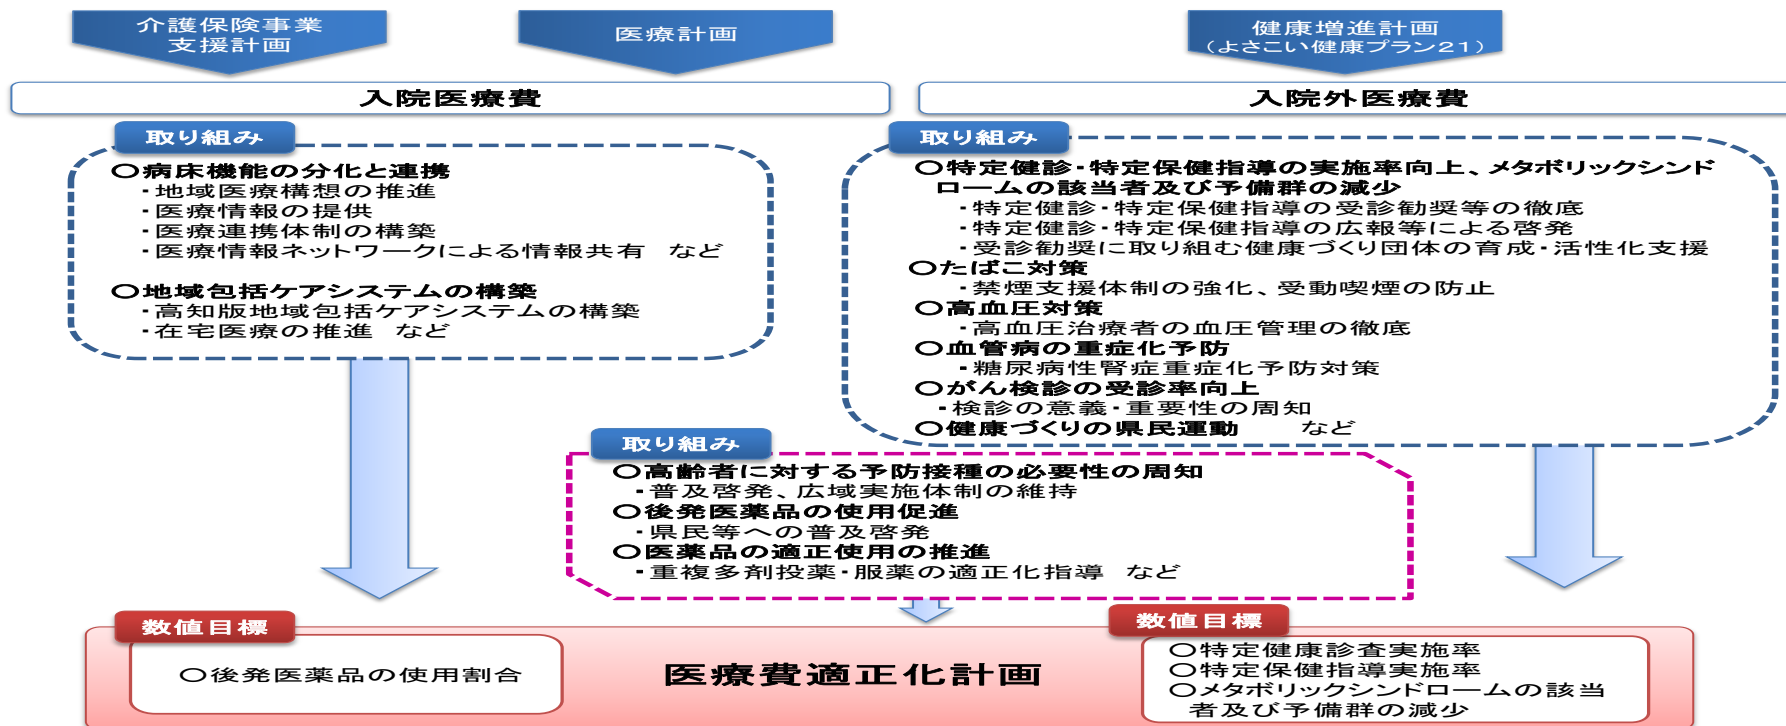 介護保険事業
支援計画
医療計画
健康増進計画
（よさこい健康プラン２１）
入院医療費
入院外医療費
取り組み
○病床機能の分化と連携
・地域医療構想の推進
・医療情報の提供
・医療連携体制の構築
・医療情報ネットワークによる情報共有　など
○地域包括ケアシステムの構築
・高知版地域包括ケアシステムの構築
・在宅医療の推進　など
取り組み
○特定健診・特定保健指導の実施率向上、メタボリックシンド
ロームの該当者及び予備群の減少
・特定健診・特定保健指導の受診勧奨等の徹底
・特定健診・特定保健指導の広報等による啓発
・受診勧奨に取り組む健康づくり団体の育成・活性化支援
○たばこ対策
・禁煙支援体制の強化、受動喫煙の防止
○高血圧対策
・高血圧治療者の血圧管理の徹底
○血管病の重症化予防
・糖尿病性腎症重症化予防対策
○がん検診の受診率向上
・検診の意義・重要性の周知
○健康づくりの県民運動　　など
取り組み
○高齢者に対する予防接種の必要性の周知
・普及啓発、広域実施体制の維持
○後発医薬品の使用促進
・県民等への普及啓発
○医薬品の適正使用の推進
・重複多剤投薬・服薬の適正化指導　など
数値目標
○後発医薬品の使用割合
医療費適正化計画
数値目標
○特定健康診査実施率
○特定保健指導実施率
○メタボリックシンドロームの該当
者及び予備群の減少